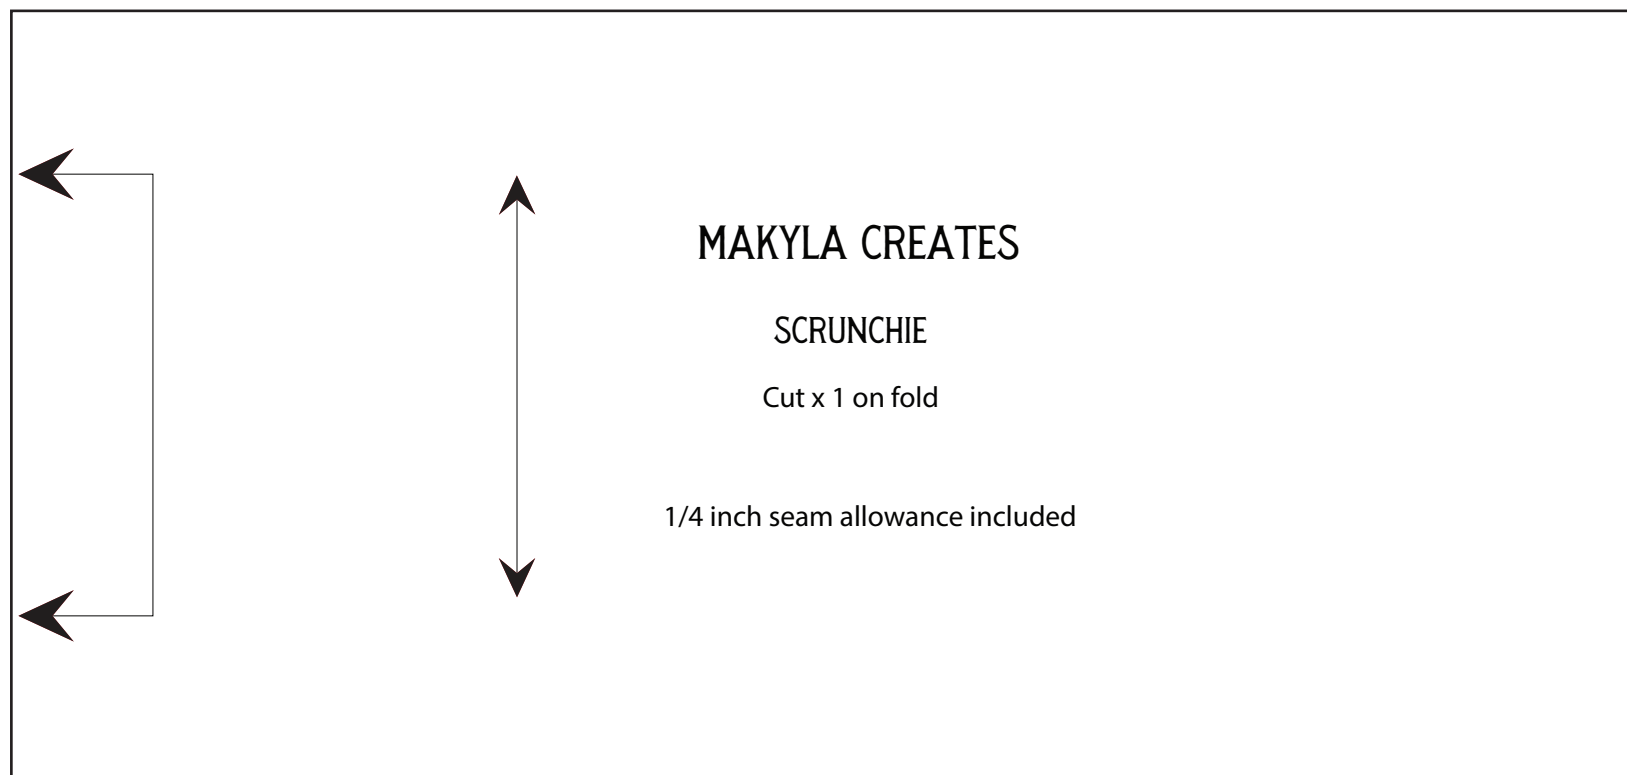 MAKYLA CREATES
SCRUNCHIE
Cut x 1 on fold
1/4 inch seam allowance included